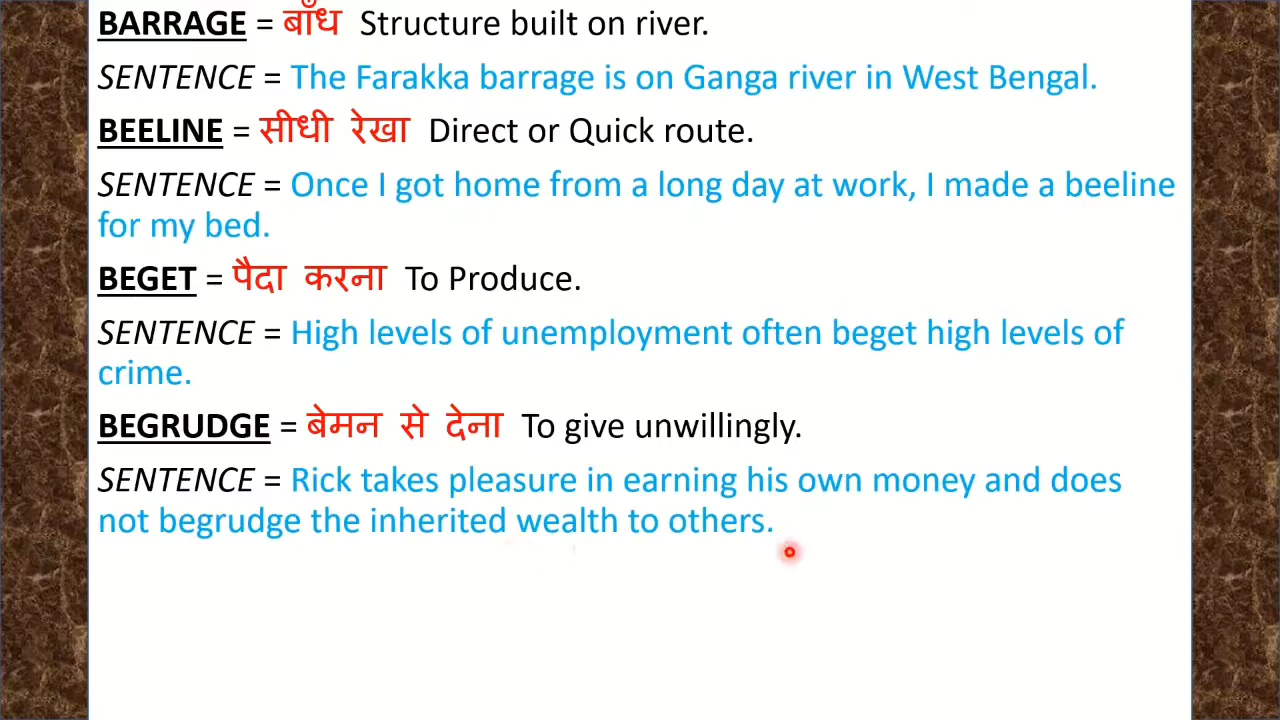 BARRAGE = बाँध Structure built on river.
SENTENCE = The Farakka barrage is on Ganga river in West Bengal.
BEELINE = सीधी रेखा Direct or Quick route.
SENTENCE = Once I got home from a long day at work, I made a beeline
for my bed.
BEGET = पैदा करना To Produce.
SENTENCE = High levels of unemployment often beget high levels of
crime.
BEGRUDGE = बेमन से देना To give unwillingly.
SENTENCE = Rick takes pleasure in earning his own money and does
not begrudge the inherited wealth to others.